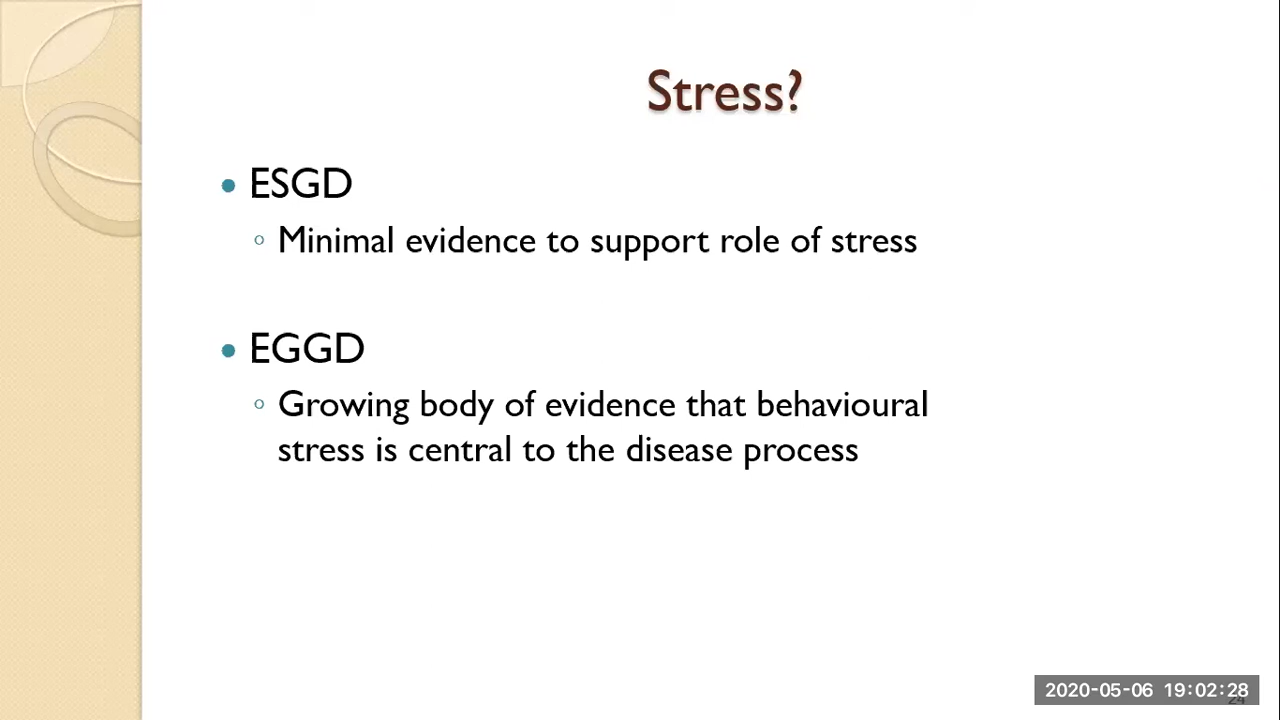 Stress?
• ESGD
◦ Minimal evidence to support role of stress
• EGGD
◦ Growing body of evidence that behavioural
stress is central to the disease process
2020-05-06 19:02:28
24